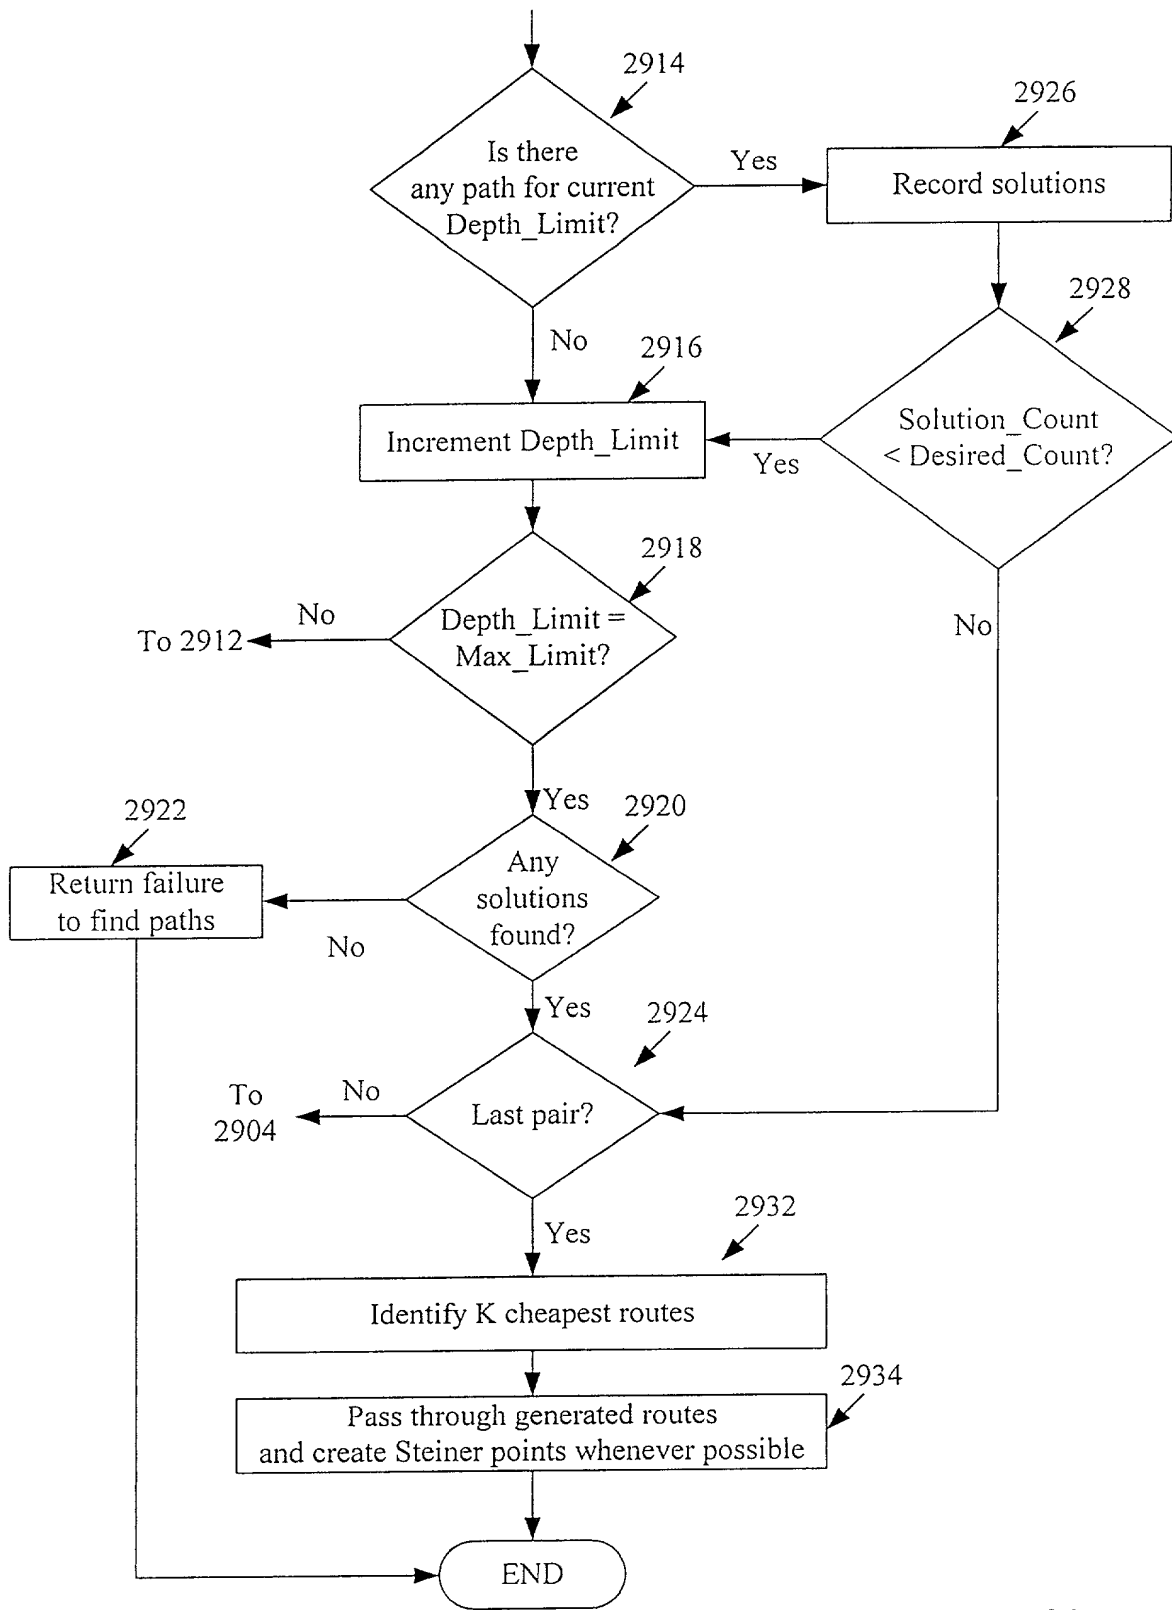 2914
Is there
any path for current
Depth_Limit?
Yes
2926
Record solutions
No
2916
Increment Depth_Limit
2928
Solution_Count
< Desired_Count?
Yes
No
2918
Depth_Limit =
Max_Limit?
No
To 2912
Yes
2920
Any
solutions
found?
2922
Return failure
to find paths
No
Yes
2924
Last pair?
No
To
2904
Yes
2932
Identify K cheapest routes
2934
Pass through generated routes
and create Steiner points whenever possible
END